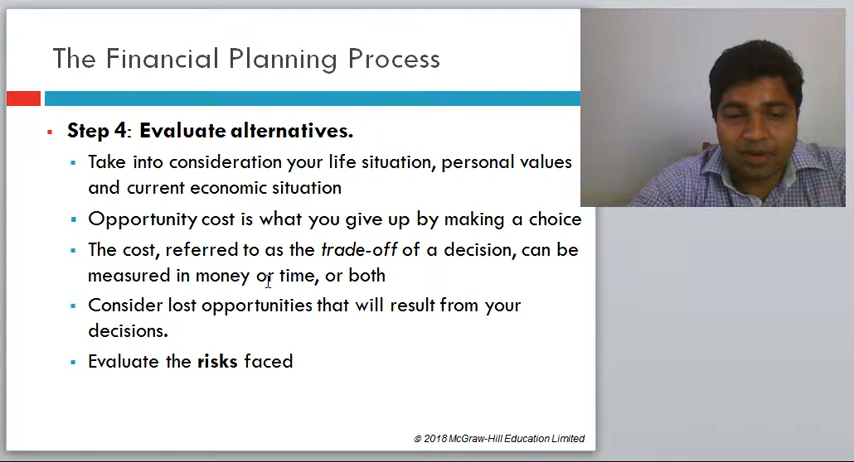 The Financial Planning Process
▪ Step 4: Evaluate alternatives.
▪ Take into consideration your life situation, personal values
and current economic situation
▪ Opportunity cost is what you give up by making a choice
▪ The cost, referred to as the trade-off of a decision, can be
measured in money or time, or both
▪ Consider lost opportunities that will result from your
decisions.
▪ Evaluate the risks faced
© 2018 McGraw-Hill Education Limited